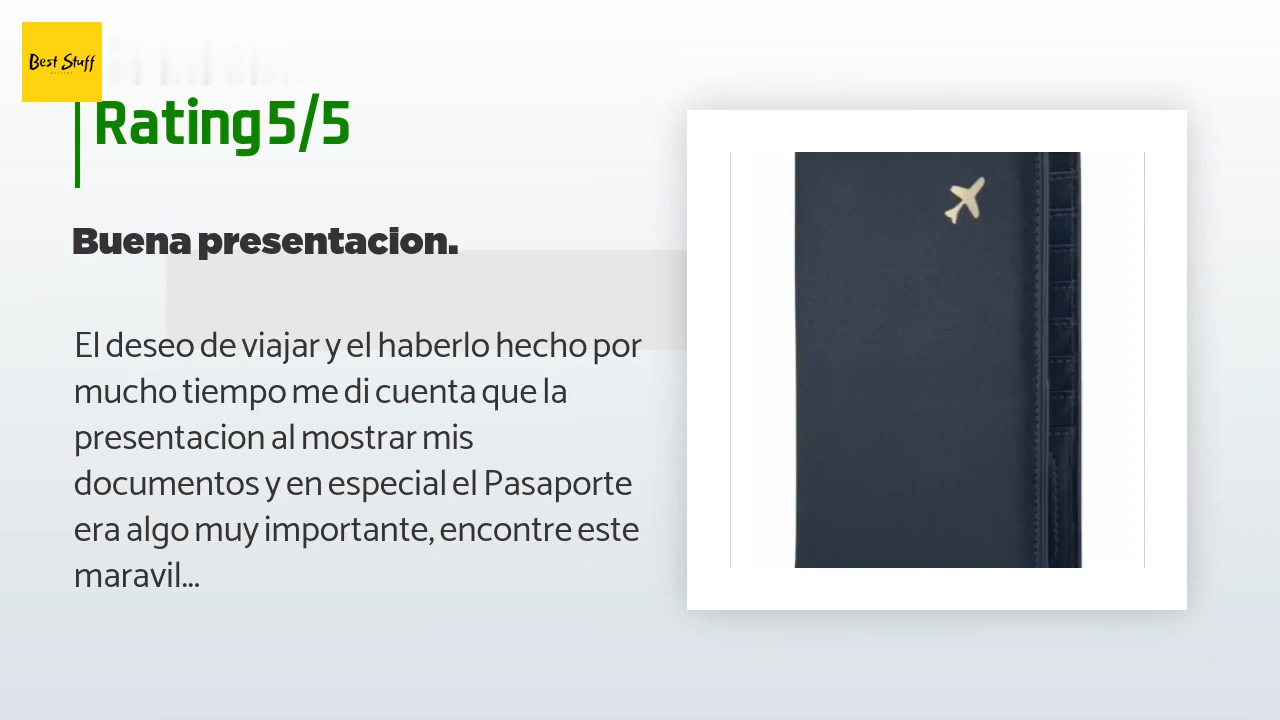 Best Stuff
Rating 5/5
Buena presentacion.
El deseo de viajar y el haberlo hecho por
mucho tiempo me di cuenta que la
presentacion al mostrar mis
documentos y en especial el Pasaporte
era algo muy importante, encontre este
maravil...